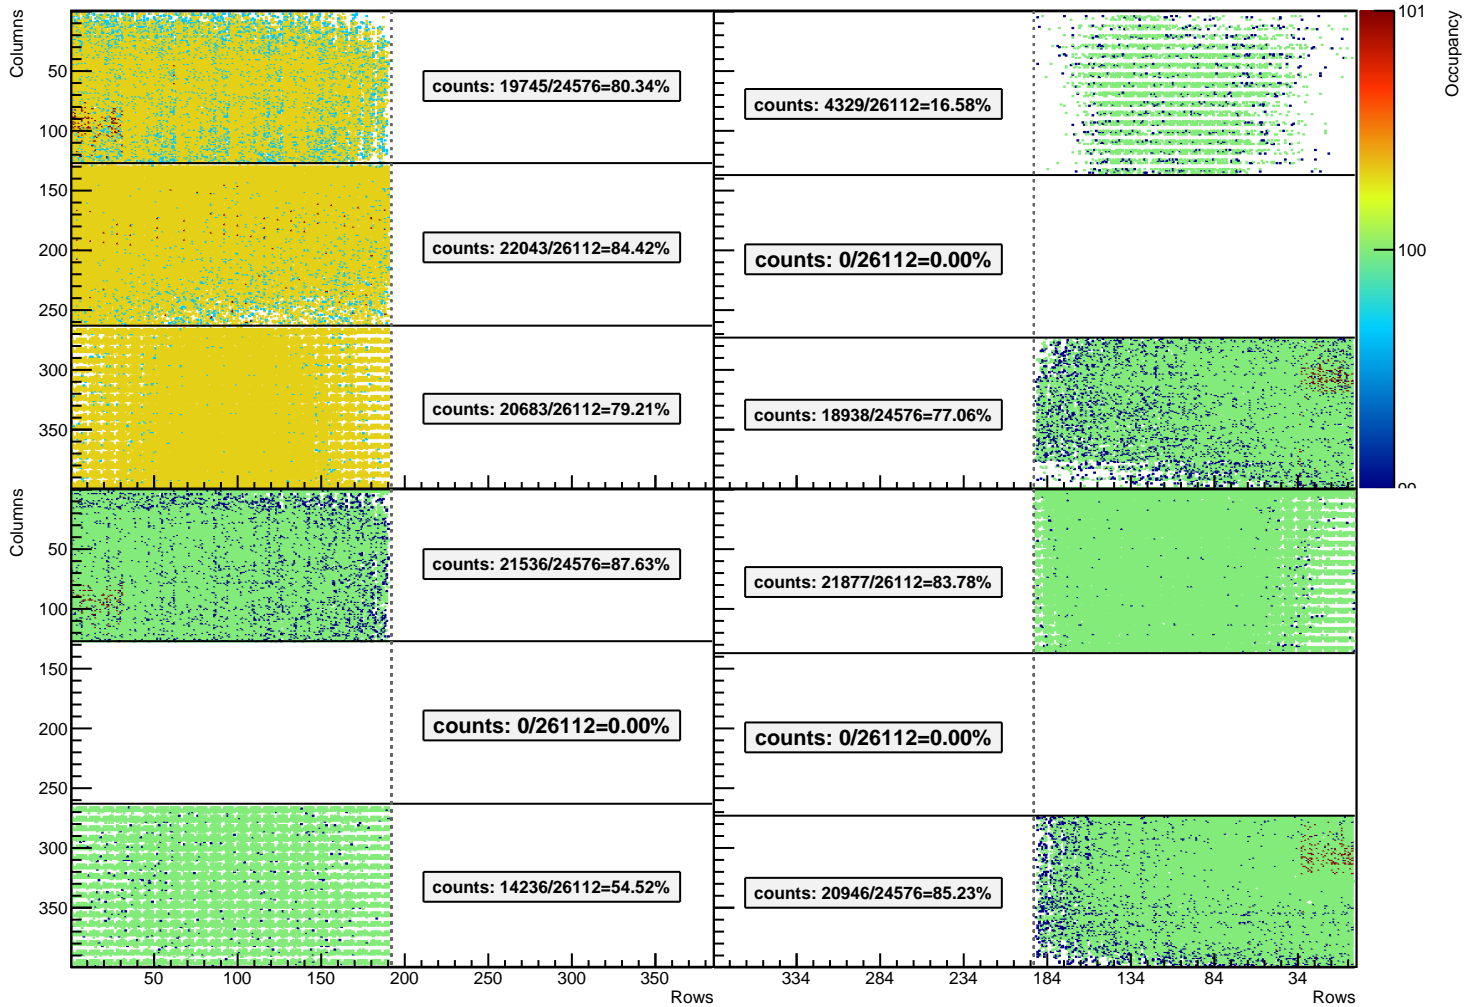 Columns
50
100
150
200
250
300
350
counts: 19745/24576=80.34%
counts: 22043/26112=84.42%
counts: 20683/26112=79.21%
counts: 4329/26112=16.58%
counts: 0/26112=0.00%
counts: 18938/24576=77.06%
101
100
99
Occupancy
Columns
50
100
150
200
250
300
350
counts: 21536/24576=87.63%
counts: 0/26112=0.00%
counts: 14236/26112=54.52%
counts: 21877/26112=83.78%
counts: 0/26112=0.00%
counts: 20946/24576=85.23%
50 100 150 200 250 300 350
Rows
334 284 234 184 134 84 34
Rows